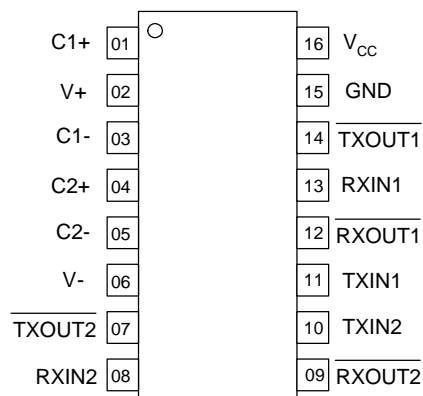 C1+ 01 16 VCC
V+ 02 15 GND
C1- 03 14 TXOUT1
C2+ 04 13 RXIN1
C2- 05 12 RXOUT1
V- 06 11 TXIN1
TXOUT2 07 10 TXIN2
RXIN2 08 09 RXOUT2